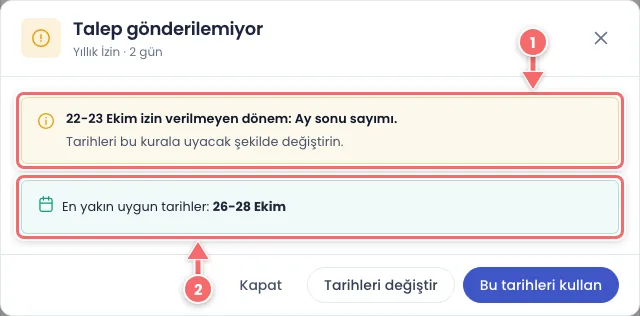 Talep gönderilemiyor
Yıllık İzin · 2 gün
1
22-23 Ekim izin verilmeyen dönem: Ay sonu sayımı.
Tarihleri bu kurala uyacak şekilde değiştirin.
En yakın uygun tarihler: 26-28 Ekim
2
Kapat
Tarihleri değiştir
Bu tarihleri kullan